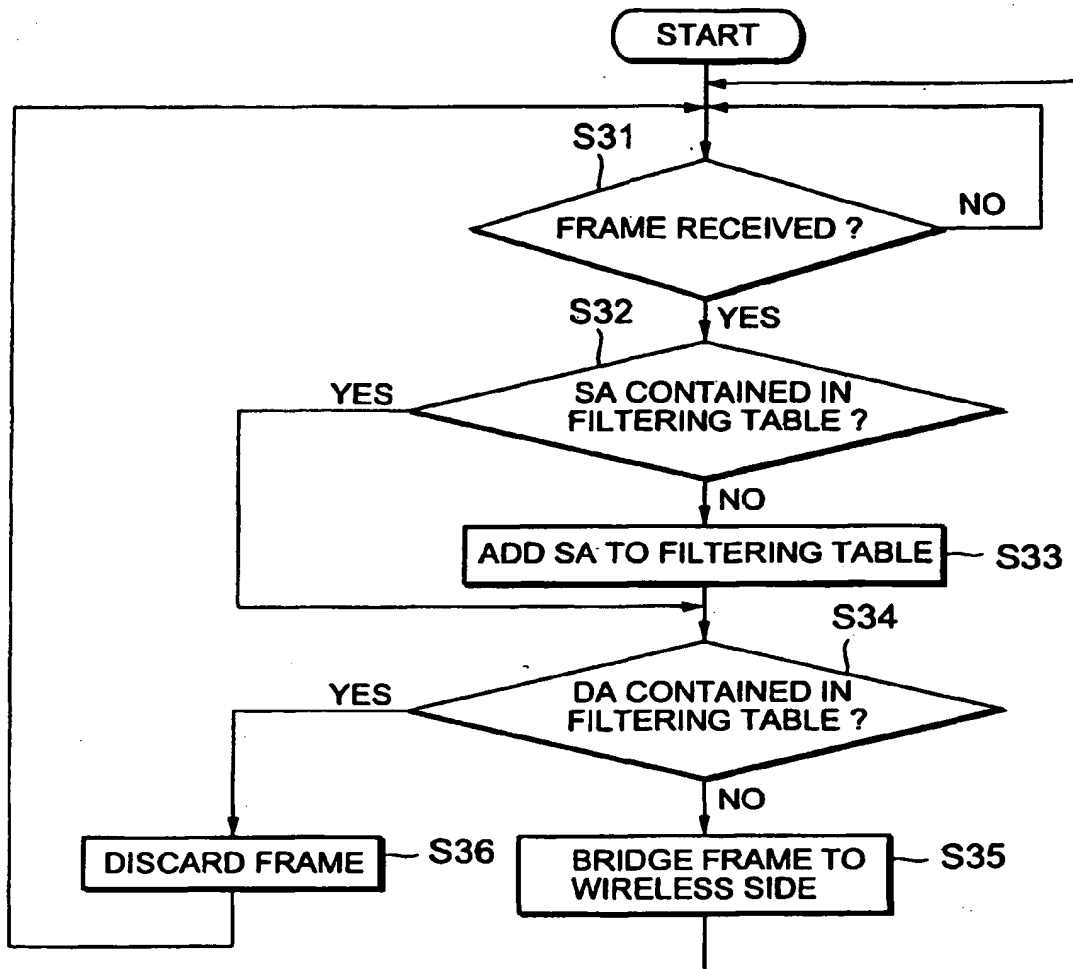 START
S31
FRAME RECEIVED ?
NO
YES
S32
YES
SA CONTAINED IN
FILTERING TABLE ?
NO
ADD SA TO FILTERING TABLE
S33
S34
YES
DA CONTAINED IN
FILTERING TABLE ?
NO
DISCARD FRAME
S36
BRIDGE FRAME TO
WIRELESS SIDE
S35